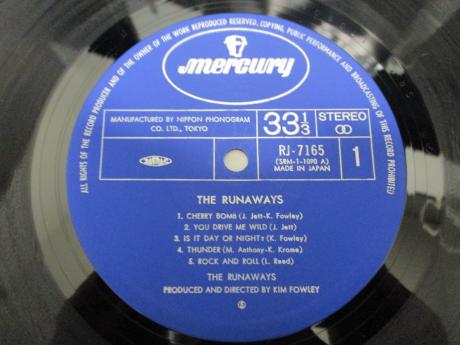 ALL RIGHTS OF THE RECORD PRODUCER AND OF THE OWNER OF THE WORK REPRODUCED RESERVED. COPYING, PUBLIC PERFORMANCE AND BROADCASTING OF THIS RECORD PROHIBITED
mercury
MANUFACTURED BY NIPPON PHONOGRAM
CO. LTD., TOKYO
33 1/3
STEREO
RJ-7165
(SRM-1-1090 A)
MADE IN JAPAN
1
THE RUNAWAYS
1. CHERRY BOMB (J. Jett-K. Fowley)
2. YOU DRIVE ME WILD (J. Jett)
3. IS IT DAY OR NIGHT? (K. Fowley)
4. THUNDER (M. Anthony-K. Krome)
5. ROCK AND ROLL (L. Reed)
THE RUNAWAYS
PRODUCED AND DIRECTED BY KIM FOWLEY